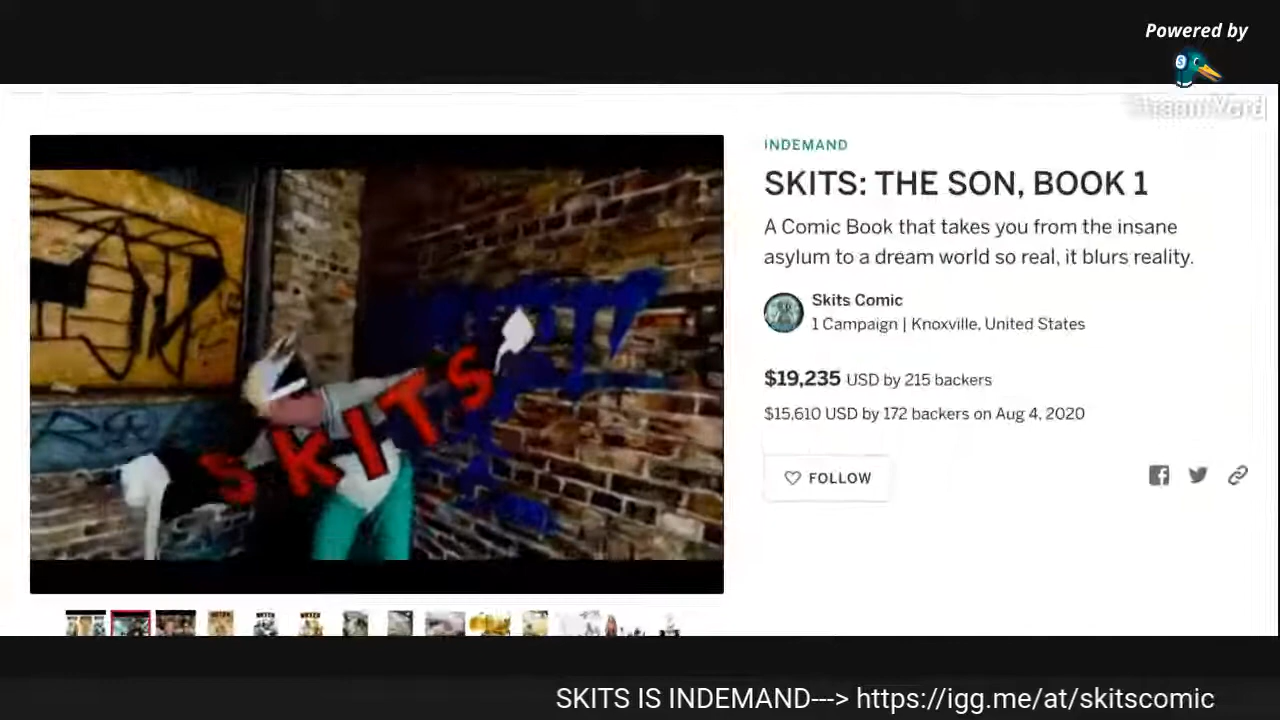 Powered by
StreamYard
INDEMAND
SKITS: THE SON, BOOK 1
A Comic Book that takes you from the insane
asylum to a dream world so real, it blurs reality.
Skits Comic
1 Campaign | Knoxville, United States
$19,235 USD by 215 backers
$15,610 USD by 172 backers on Aug 4, 2020
FOLLOW
SKITS
SKITS IS INDEMAND---> https://igg.me/at/skitscomic